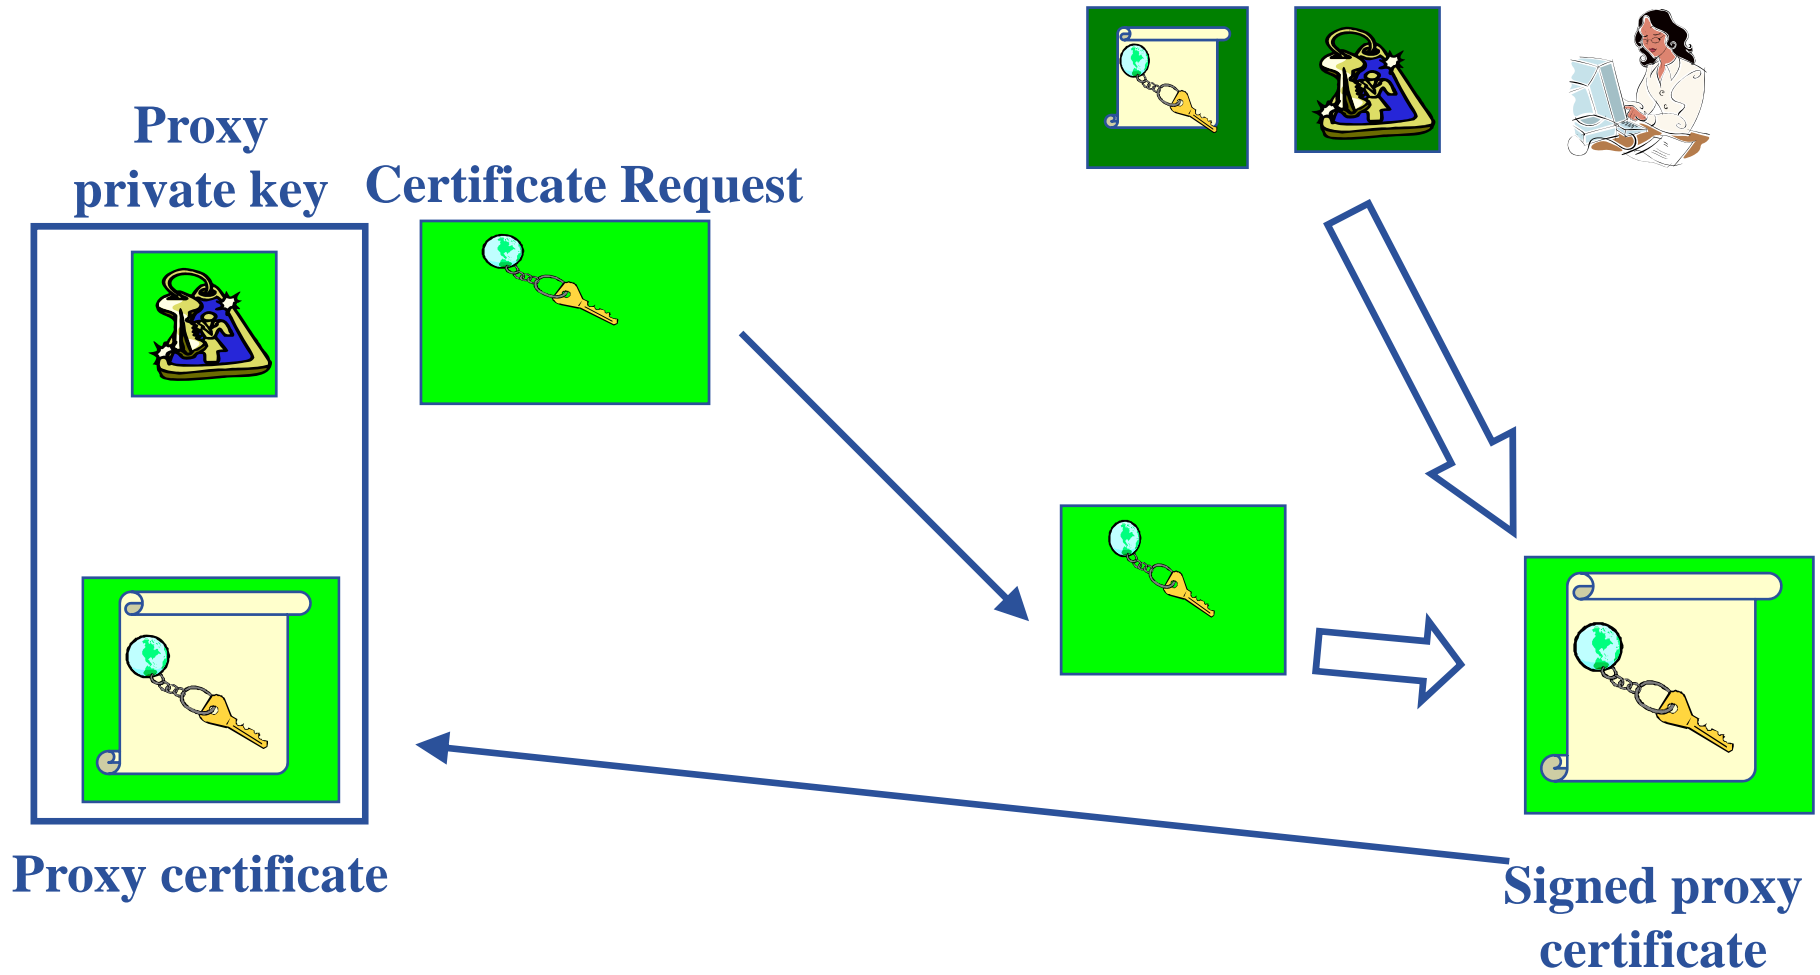 Proxy
private key
Certificate Request
Proxy certificate
Signed proxy
certificate